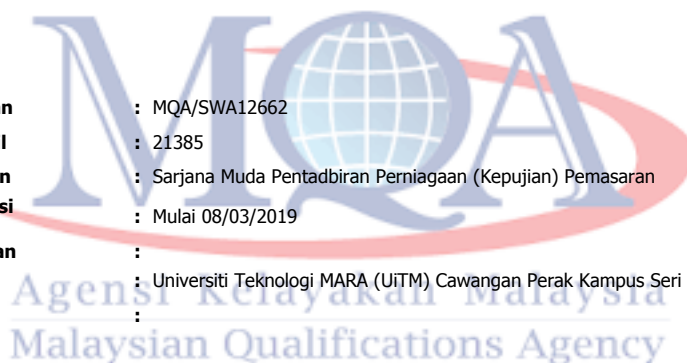 MQA
an : MQA/SWA12662
l : 21385
n : Sarjana Muda Pentadbiran Perniagaan (Kepujian) Pemasaran
si
: Mulai 08/03/2019
an :
: Universiti Teknologi MARA (UiTM) Cawangan Perak Kampus Seri
:
Agensi Kelayakan Malaysia
Malaysian Qualifications Agency